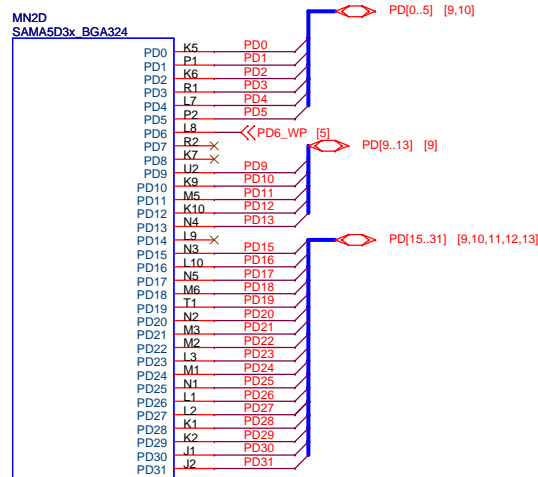 MN2D
SAMA5D3x_BGA324
PD[0..5] [9,10]
PD0 K5 PD0
PD1 P1 PD1
PD2 K6 PD2
PD3 R1 PD3
PD4 L7 PD4
PD5 P2 PD5
PD6 L8 PD6_WP [5]
PD7 R2
PD8 K7 PD[9..13] [9]
PD9 U2 PD9
PD10 K9 PD10
PD11 M5 PD11
PD12 K10 PD12
PD13 N4 PD13
PD14 L9 PD[15..31] [9,10,11,12,13]
PD15 N3 PD15
PD16 L10 PD16
PD17 N5 PD17
PD18 M6 PD18
PD19 T1 PD19
PD20 N2 PD20
PD21 M3 PD21
PD22 M2 PD22
PD23 L3 PD23
PD24 M1 PD24
PD25 N1 PD25
PD26 L1 PD26
PD27 L2 PD27
PD28 K1 PD28
PD29 K2 PD29
PD30 J1 PD30
PD31 J2 PD31